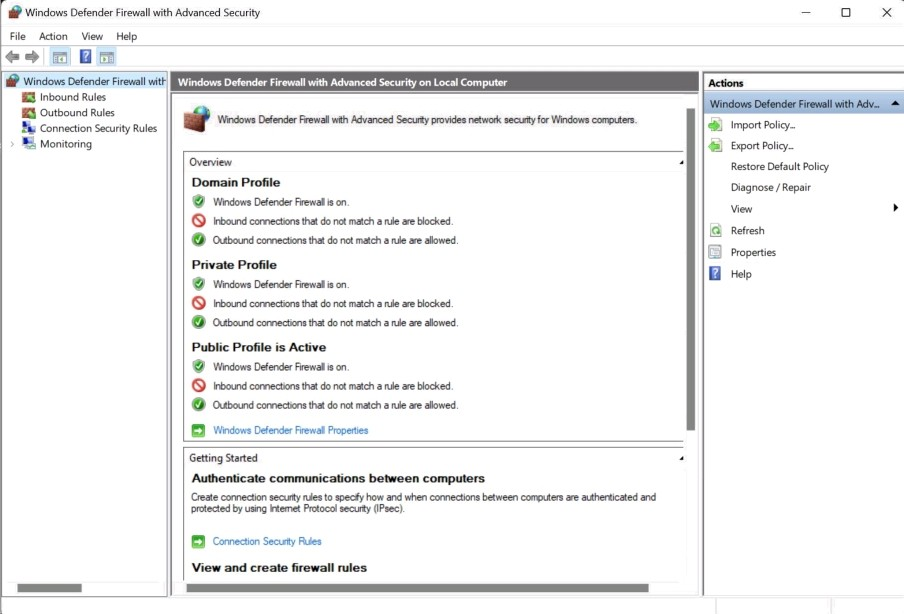 Windows Defender Firewall with Advanced Security
File Action View Help
Windows Defender Firewall with
Inbound Rules
Outbound Rules
Connection Security Rules
Monitoring
Windows Defender Firewall with Advanced Security on Local Computer
Windows Defender Firewall with Advanced Security provides network security for Windows computers.
Overview
Domain Profile
Windows Defender Firewall is on.
Inbound connections that do not match a rule are blocked.
Outbound connections that do not match a rule are allowed.
Private Profile
Windows Defender Firewall is on.
Inbound connections that do not match a rule are blocked.
Outbound connections that do not match a rule are allowed.
Public Profile is Active
Windows Defender Firewall is on.
Inbound connections that do not match a rule are blocked.
Outbound connections that do not match a rule are allowed.
Windows Defender Firewall Properties
Getting Started
Authenticate communications between computers
Create connection security rules to specify how and when connections between computers are authenticated and
protected by using Internet Protocol security (IPsec).
Connection Security Rules
View and create firewall rules
Actions
Windows Defender Firewall with Adv...
Import Policy...
Export Policy...
Restore Default Policy
Diagnose / Repair
View
Refresh
Properties
Help